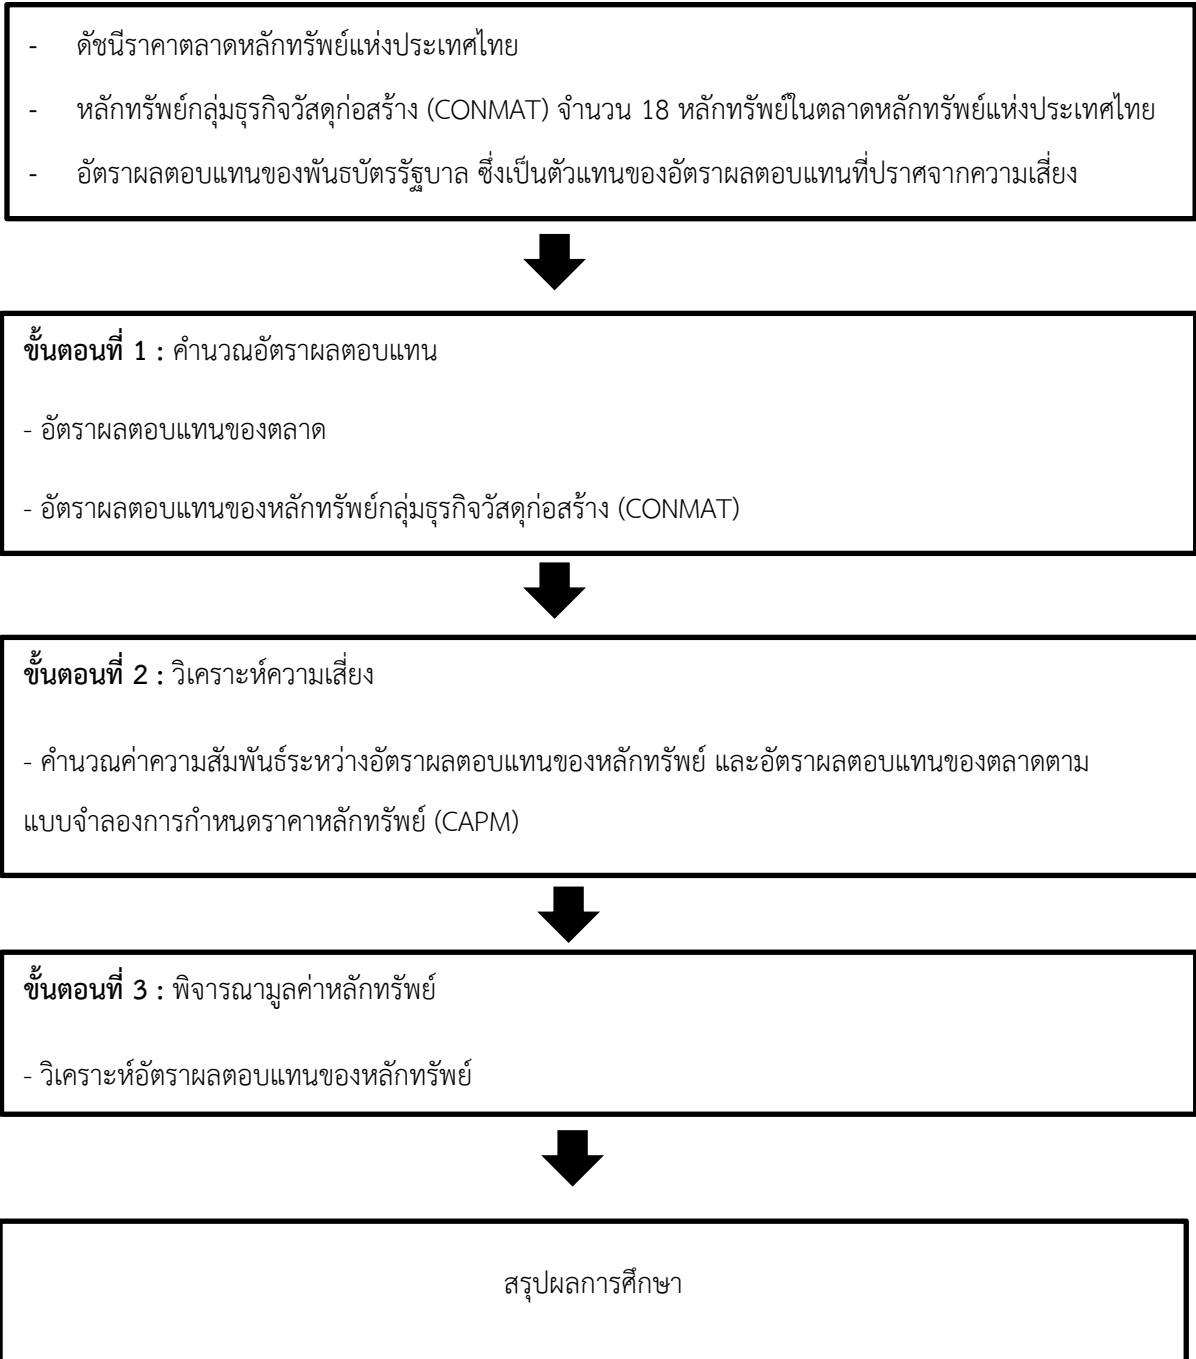 - ดัชนีราคาตลาดหลักทรัพย์แห่งประเทศไทย
- หลักทรัพย์กลุ่มธุรกิจวัสดุก่อสร้าง (CONMAT) จำนวน 18 หลักทรัพย์ในตลาดหลักทรัพย์แห่งประเทศไทย
- อัตราผลตอบแทนของพันธบัตรรัฐบาล ซึ่งเป็นตัวแทนของอัตราผลตอบแทนที่ปราศจากความเสี่ยง
ขั้นตอนที่ 1 : คำนวณอัตราผลตอบแทน
- อัตราผลตอบแทนของตลาด
- อัตราผลตอบแทนของหลักทรัพย์กลุ่มธุรกิจวัสดุก่อสร้าง (CONMAT)
ขั้นตอนที่ 2 : วิเคราะห์ความเสี่ยง
- คำนวณค่าความสัมพันธ์ระหว่างอัตราผลตอบแทนของหลักทรัพย์ และอัตราผลตอบแทนของตลาดตาม
แบบจำลองการกำหนดราคาหลักทรัพย์ (CAPM)
ขั้นตอนที่ 3 : พิจารณามูลค่าหลักทรัพย์
- วิเคราะห์อัตราผลตอบแทนของหลักทรัพย์
สรุปผลการศึกษา